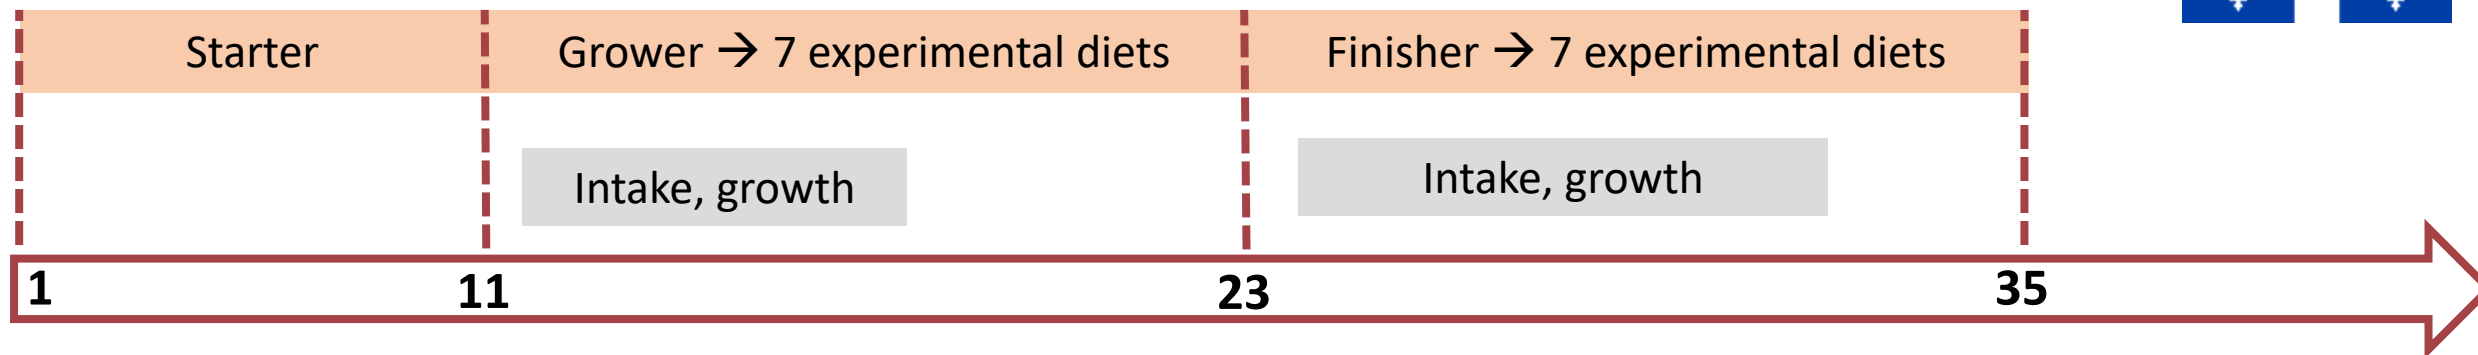 Starter
Grower → 7 experimental diets
Finisher → 7 experimental diets
Intake, growth
Intake, growth
1
11
23
35